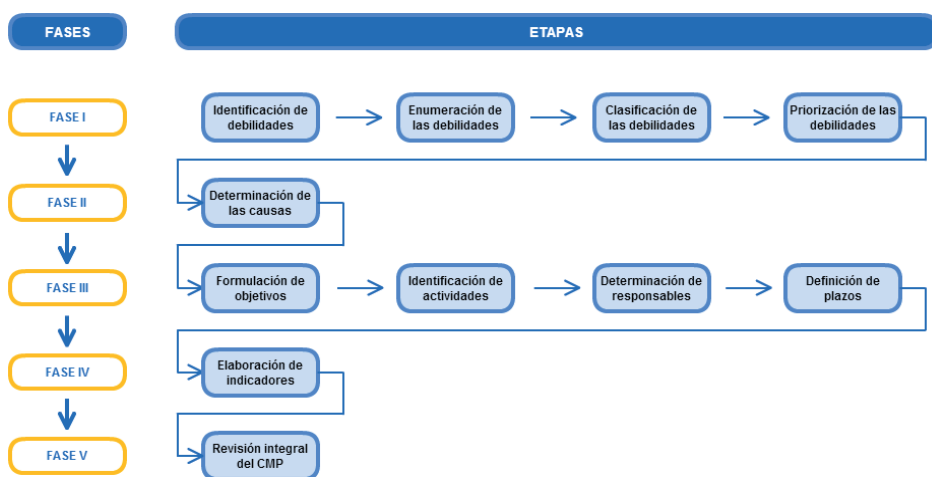 FASES
ETAPAS
FASE I
Identificación de
debilidades
Enumeración de
las debilidades
Clasificación de
las debilidades
Priorización de las
debilidades
FASE II
Determinación de
las causas
FASE III
Formulación de
objetivos
Identificación de
actividades
Determinación de
responsables
Definición de
plazos
FASE IV
Elaboración de
indicadores
FASE V
Revisión integral
del CMP